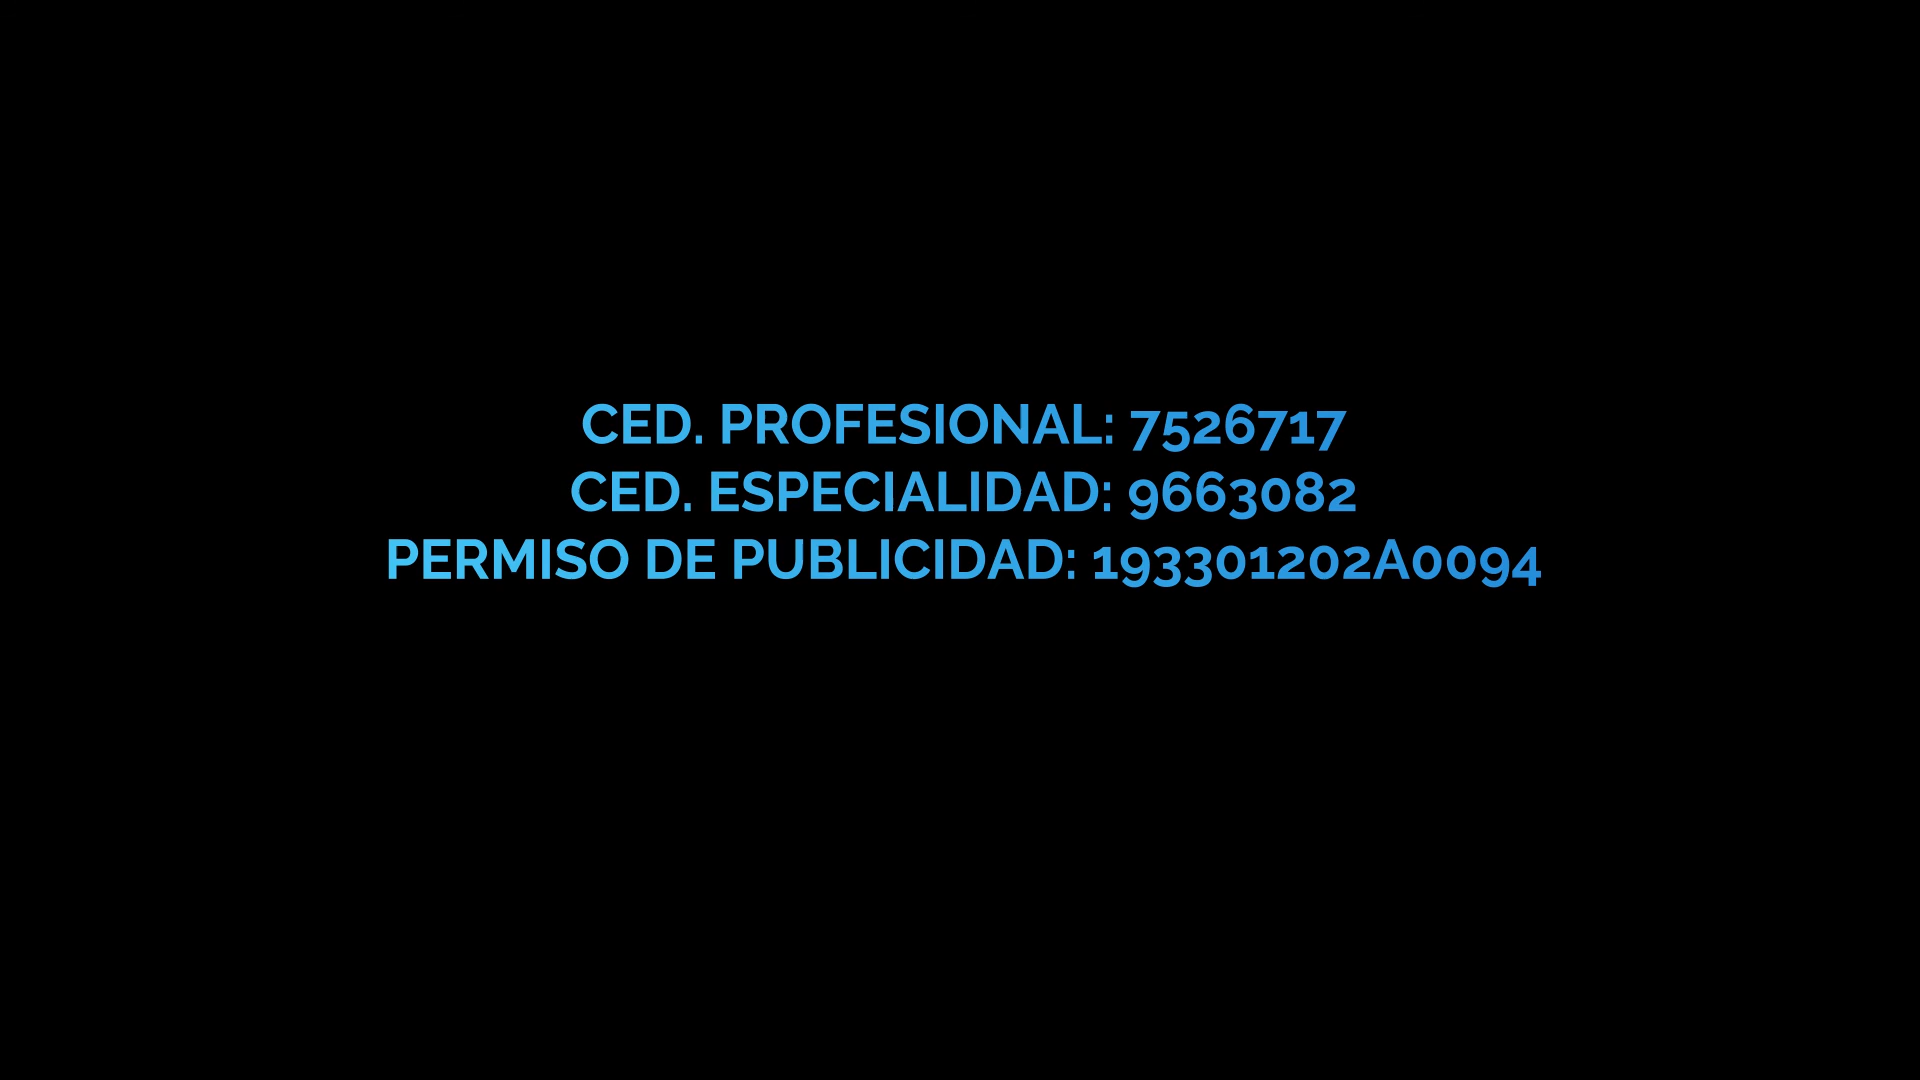 CED. PROFESIONAL: 7526717
CED. ESPECIALIDAD: 9663082
PERMISO DE PUBLICIDAD: 193301202A0094